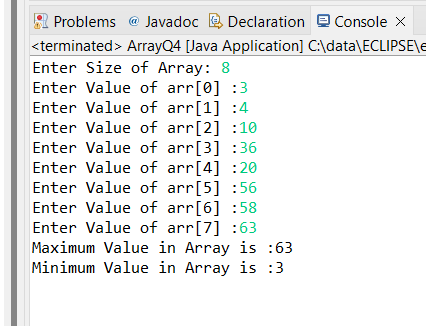 Problems @ Javadoc Declaration Console ×
<terminated> ArrayQ4 [Java Application] C:\data\ECLIPSE\e
Enter Size of Array: 8
Enter Value of arr[0] :3
Enter Value of arr[1] :4
Enter Value of arr[2] :10
Enter Value of arr[3] :36
Enter Value of arr[4] :20
Enter Value of arr[5] :56
Enter Value of arr[6] :58
Enter Value of arr[7] :63
Maximum Value in Array is :63
Minimum Value in Array is :3